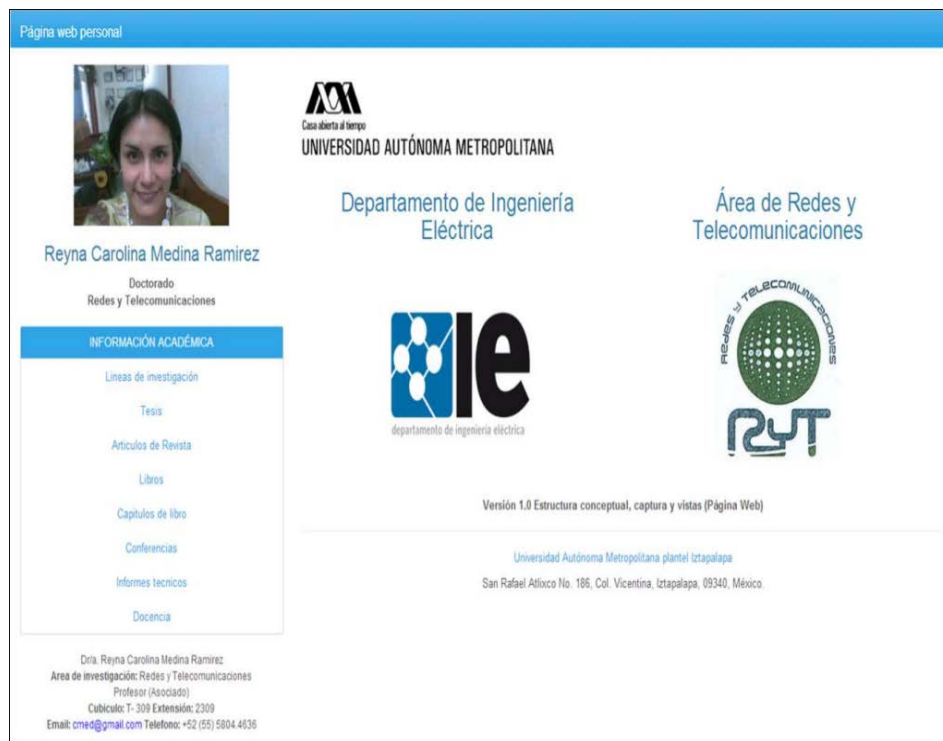 Página web personal
Reyna Carolina Medina Ramirez
Doctorado
Redes y Telecomunicaciones
INFORMACIÓN ACADÉMICA
Lineas de investigación
Tesis
Articulos de Revista
Libros
Capitulos de libro
Conferencias
Informes tecnicos
Docencia
Dr/a. Reyna Carolina Medina Ramirez
Area de investigación: Redes y Telecomunicaciones
Profesor (Asociado)
Cubiculo: T- 309 Extensión: 2309
Email: cmed@gmail.com Telefono: +52 (55) 5804.4636
Casa abierta al tiempo
UNIVERSIDAD AUTÓNOMA METROPOLITANA
Departamento de Ingeniería
Eléctrica
ie
departamento de ingeniería eléctrica
Área de Redes y
Telecomunicaciones
REDES Y TELECOMUNICACIONES
RyT
Versión 1.0 Estructura conceptual, captura y vistas (Página Web)
Universidad Autónoma Metropolitana plantel Iztapalapa
San Rafael Atlixco No. 186, Col. Vicentina, Iztapalapa, 09340, México.